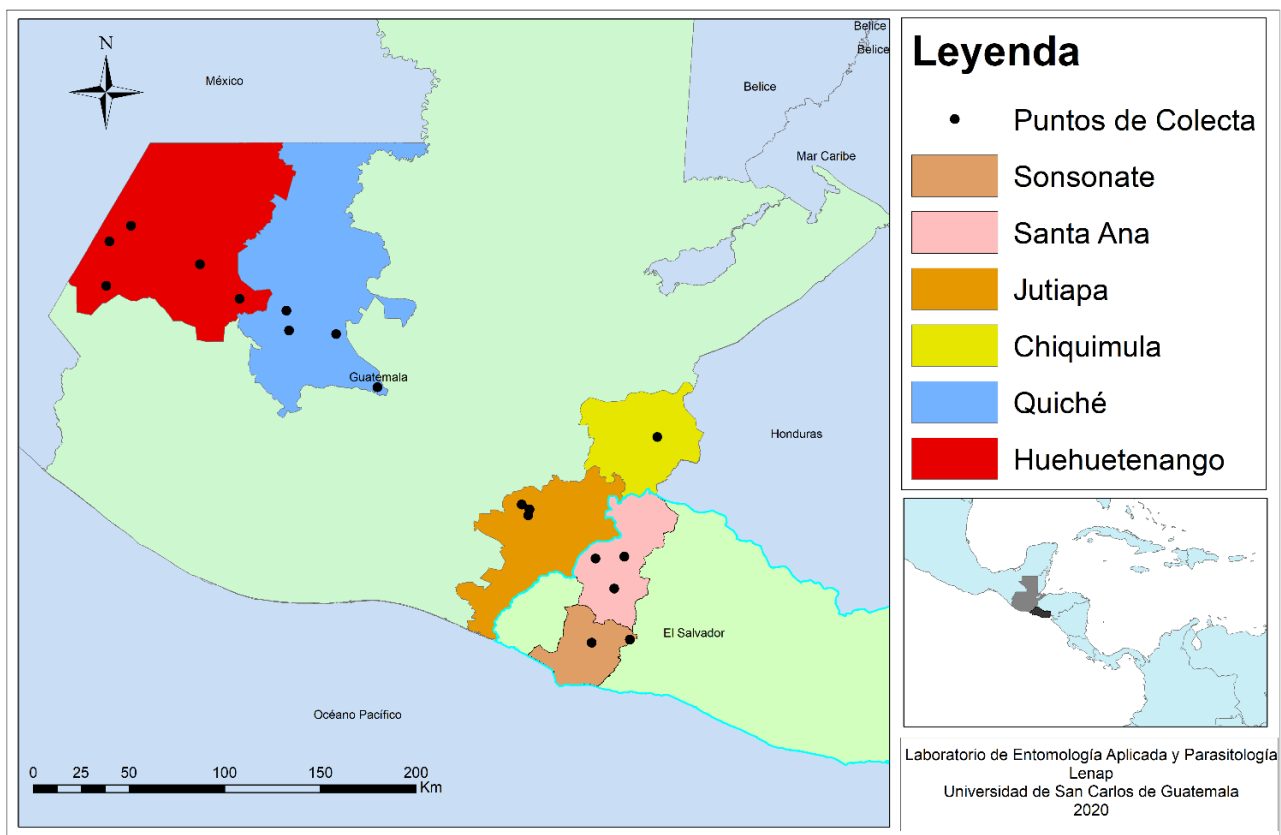 Belice
Belice
N
México
Belice
Mar Caribe
Guatemala
Honduras
El Salvador
Océano Pacífico
0 25 50 100 150 200
Km
Leyenda
Puntos de Colecta
Sonsonate
Santa Ana
Jutiapa
Chiquimula
Quiché
Huehuetenango
Laboratorio de Entomología Aplicada y Parasitología
Lenap
Universidad de San Carlos de Guatemala
2020